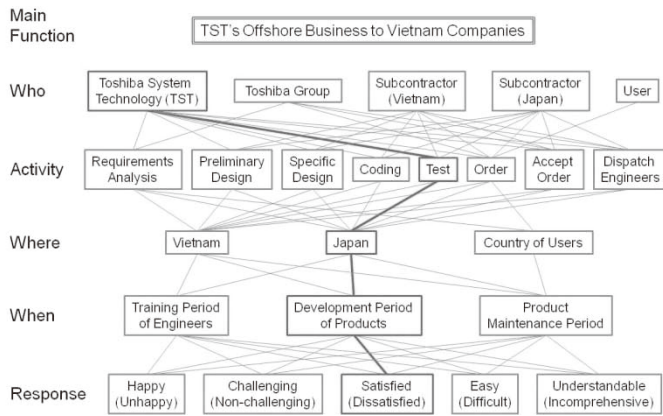 Main
Function
TST's Offshore Business to Vietnam Companies
Who
Toshiba System
Technology (TST)
Toshiba Group
Subcontractor
(Vietnam)
Subcontractor
(Japan)
User
Activity
Requirements
Analysis
Preliminary
Design
Specific
Design
Coding
Test
Order
Accept
Order
Dispatch
Engineers
Where
Vietnam
Japan
Country of Users
When
Training Period
of Engineers
Development Period
of Products
Product
Maintenance Period
Response
Happy
(Unhappy)
Challenging
(Non-challenging)
Satisfied
(Dissatisfied)
Easy
(Difficult)
Understandable
(Incomprehensive)